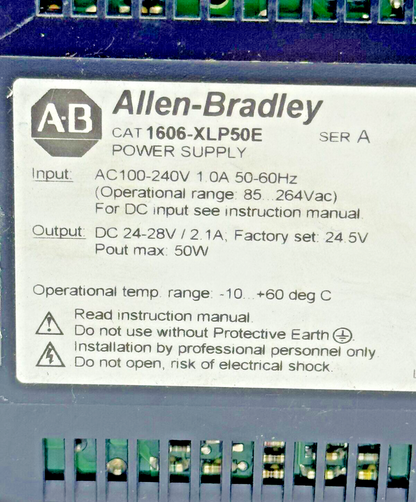 A-B Allen-Bradley
CAT 1606-XLP50E SER A
POWER SUPPLY
Input: AC100-240V 1.0A 50-60Hz
(Operational range: 85...264Vac)
For DC input see instruction manual
Output: DC 24-28V / 2.1A; Factory set: 24.5V
Pout max: 50W
Operational temp. range: -10...+60 deg C
Read instruction manual.
Do not use without Protective Earth.
Installation by professional personnel only
Do not open, risk of electrical shock.